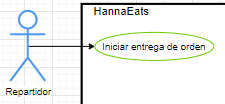 HannaEats
Iniciar entrega de orden
Repartidor